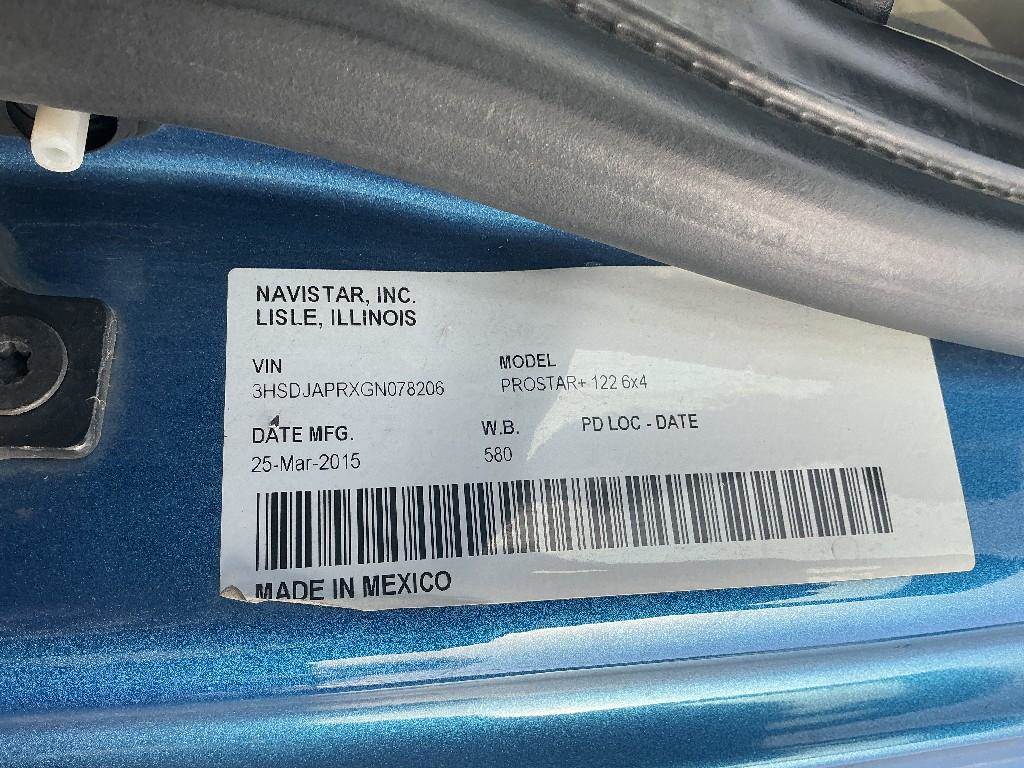 NAVISTAR, INC.
LISLE, ILLINOIS
VIN
3HSDJAPRXGN078206
MODEL
PROSTAR+ 122 6x4
DATE MFG.
25-Mar-2015
W.B.
580
PD LOC - DATE
MADE IN MEXICO